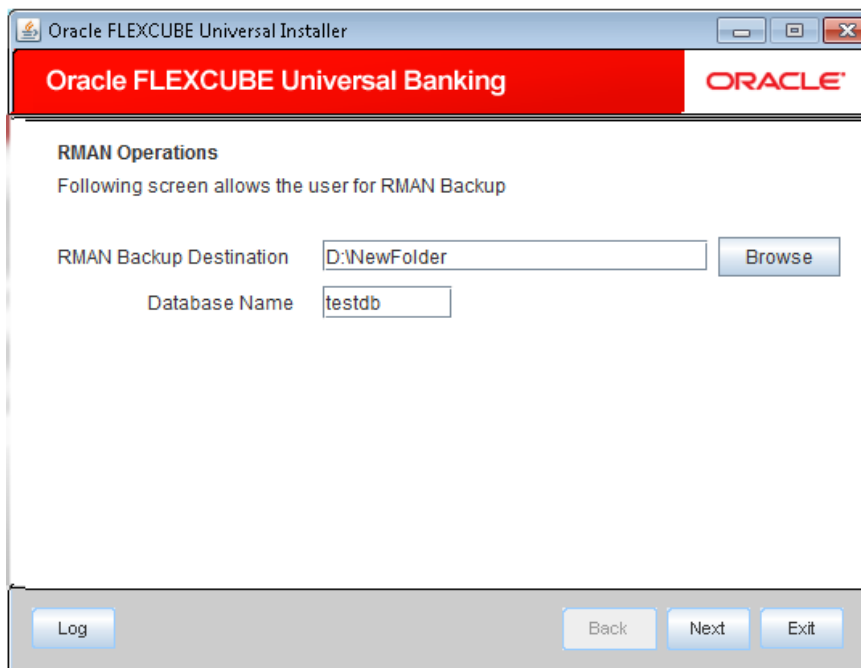 Oracle FLEXCUBE Universal Installer
Oracle FLEXCUBE Universal Banking
ORACLE
RMAN Operations
Following screen allows the user for RMAN Backup
RMAN Backup Destination D:\NewFolder Browse
Database Name testdb
Log Back Next Exit